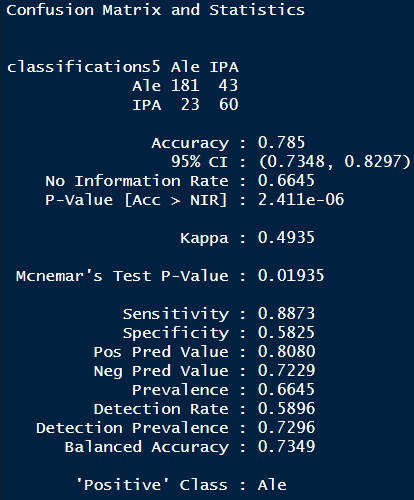 Confusion Matrix and Statistics
classifications5 Ale IPA
Ale 181 43
IPA 23 60
Accuracy : 0.785
95% CI : (0.7348, 0.8297)
No Information Rate : 0.6645
P-Value [Acc > NIR] : 2.411e-06
Kappa : 0.4935
Mcnemar's Test P-Value : 0.01935
Sensitivity : 0.8873
Specificity : 0.5825
Pos Pred Value : 0.8080
Neg Pred Value : 0.7229
Prevalence : 0.6645
Detection Rate : 0.5896
Detection Prevalence : 0.7296
Balanced Accuracy : 0.7349
'Positive' Class : Ale